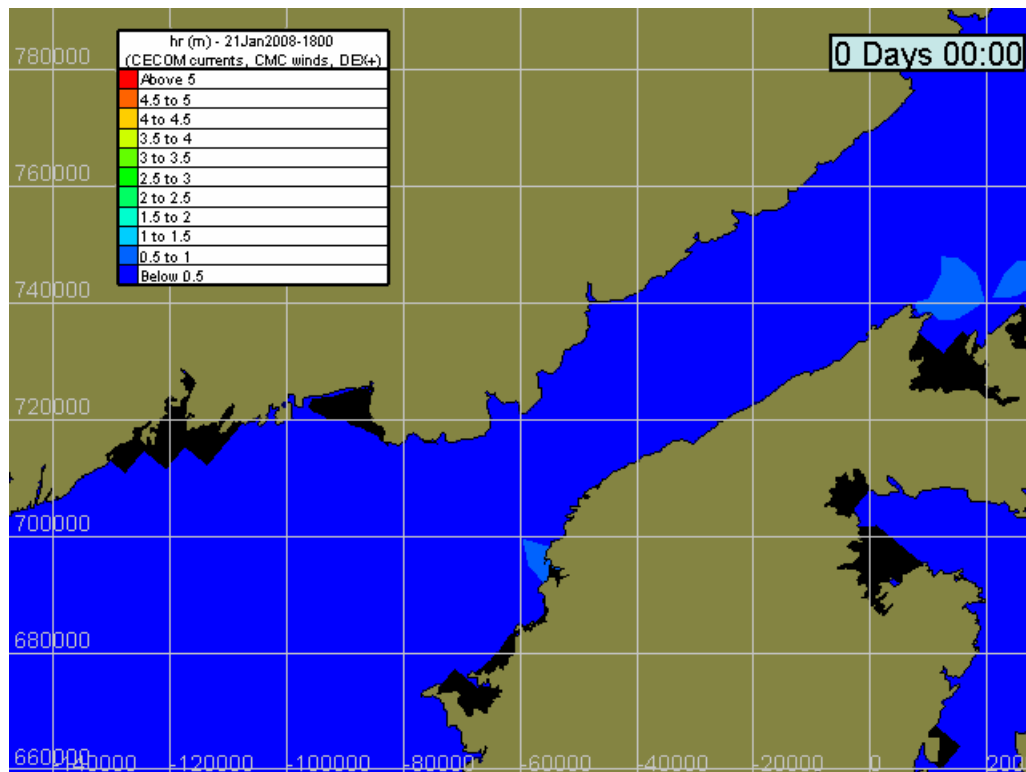 hr (m) - 21Jan2008-1800
(CECOM currents, CMC winds, DEX+)
Above 5
4.5 to 5
4 to 4.5
3.5 to 4
3 to 3.5
2.5 to 3
2 to 2.5
1.5 to 2
1 to 1.5
0.5 to 1
Below 0.5
0 Days 00:00
780000
760000
740000
720000
700000
680000
660000
-120000
-100000
-80000
-60000
-40000
-20000
0